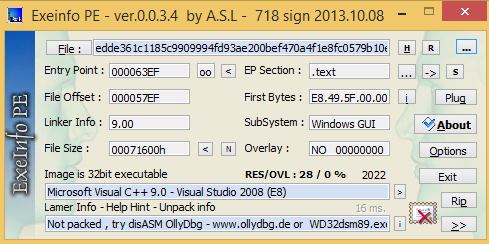 Exeinfo PE - ver.0.0.3.4 by A.S.L - 718 sign 2013.10.08
File : edde361c1185c9909994fd93ae200bef470a4f1e8fc0579b10e H R ...
Entry Point : 000063EF oo < EP Section : .text ... -> S
File Offset : 000057EF First Bytes : E8.49.5F.00.00 i Plug
Linker Info : 9.00 SubSystem : Windows GUI About
File Size : 00071600h < N Overlay : NO 00000000 Options
Image is 32bit executable RES/OVL : 28 / 0 % 2022 Exit
Microsoft Visual C++ 9.0 - Visual Studio 2008 (E8) > Rip
Lamer Info - Help Hint - Unpack info 16 ms.
Not packed , try disASM OllyDbg - www.ollydbg.de or WD32dsm89.exe i >>
ExeInfo PE